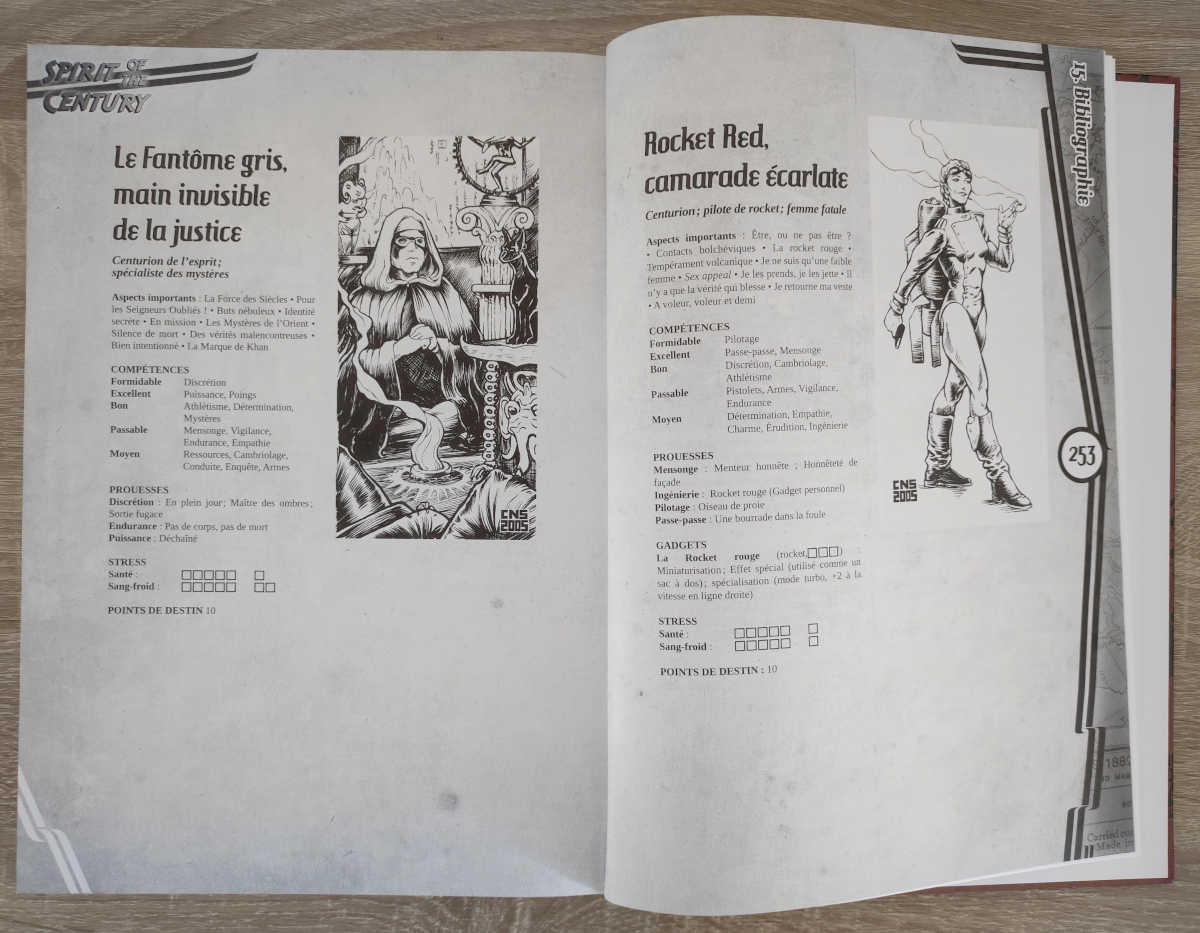 SPIRIT OF THE
CENTURY
Le Fantôme gris,
main invisible
de la justice
Centurion de l'esprit ;
spécialiste des mystères
Aspects importants : La Force des Siècles • Pour
les Seigneurs Oubliés ! • Buts nébuleux • Identité
secrète • En mission • Les Mystères de l'Orient •
Silence de mort • Des vérités malencontreuses •
Bien intentionné • La Marque de Khan
COMPÉTENCES
Formidable Discrétion
Excellent Puissance, Poings
Bon Athlétisme, Détermination,
Mystères
Passable Mensonge, Vigilance,
Endurance, Empathie
Moyen Ressources, Cambriolage,
Conduite, Enquête, Armes
PROUESSES
Discrétion : En plein jour ; Maître des ombres ;
Sortie fugace
Endurance : Pas de corps, pas de mort
Puissance : Déchaîné
STRESS
Santé : □□□□□ □
Sang-froid : □□□□□ □□
POINTS DE DESTIN 10
CNS
2005
Rocket Red,
camarade écarlate
Centurion ; pilote de rocket ; femme fatale
Aspects importants : Être, ou ne pas être ?
• Contacts bolchéviques • La rocket rouge •
Tempérament volcanique • Je ne suis qu'une faible
femme • Sex appeal • Je les prends, je les jette • Il
n'y a que la vérité qui blesse • Je retourne ma veste
• A voleur, voleur et demi
COMPÉTENCES
Formidable Pilotage
Excellent Passe-passe, Mensonge
Bon Discrétion, Cambriolage,
Athlétisme
Passable Pistolets, Armes, Vigilance,
Endurance
Moyen Détermination, Empathie,
Charme, Érudition, Ingénierie
PROUESSES
Mensonge : Menteur honnête ; Honnêteté de
façade
Ingénierie : Rocket rouge (Gadget personnel)
Pilotage : Oiseau de proie
Passe-passe : Une bourrade dans la foule
GADGETS
La Rocket rouge (rocket,□□□) :
Miniaturisation ; Effet spécial (utilisé comme un
sac à dos) ; spécialisation (mode turbo, +2 à la
vitesse en ligne droite)
STRESS
Santé : □□□□□ □
Sang-froid : □□□□□ □
POINTS DE DESTIN : 10
CNS
2005
15. Bibliographie
253
188
Carried ou
Made in